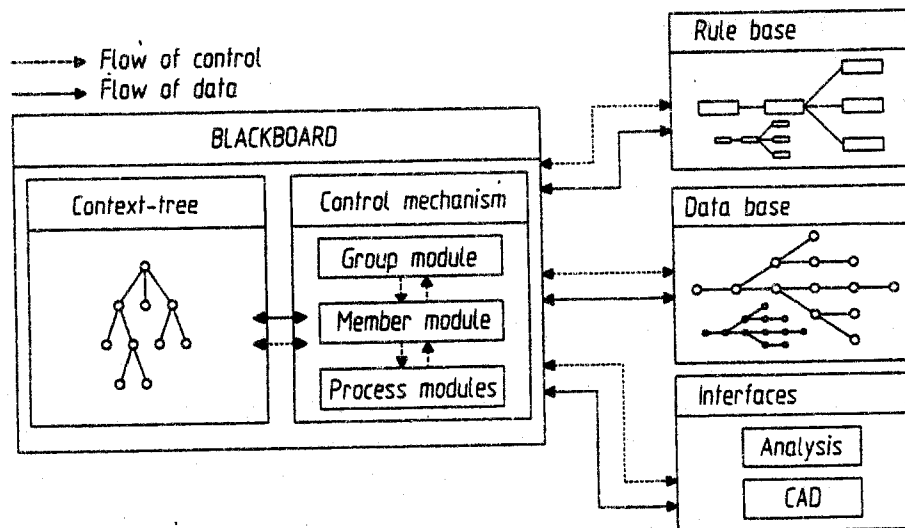 Flow of control
Flow of data
BLACKBOARD
Context-tree
Control mechanism
Group module
Member module
Process modules
Rule base
Data base
Interfaces
Analysis
CAD